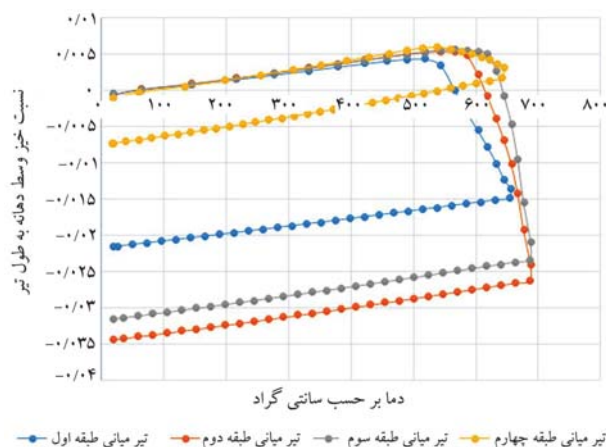 ۰/۰۱
۰/۰۰۵
۰
۰ ۱۰۰ ۲۰۰ ۳۰۰ ۴۰۰ ۵۰۰ ۶۰۰ ۷۰۰ ۸۰۰
-۰/۰۰۵
-۰/۰۱
-۰/۰۱۵
-۰/۰۲
-۰/۰۲۵
-۰/۰۳
-۰/۰۳۵
-۰/۰۴
نسبت خیز وسط دهانه به طول تیر
دما بر حسب سانتی گراد
تیر میانی طبقه اول تیر میانی طبقه دوم تیر میانی طبقه سوم تیر میانی طبقه چهارم